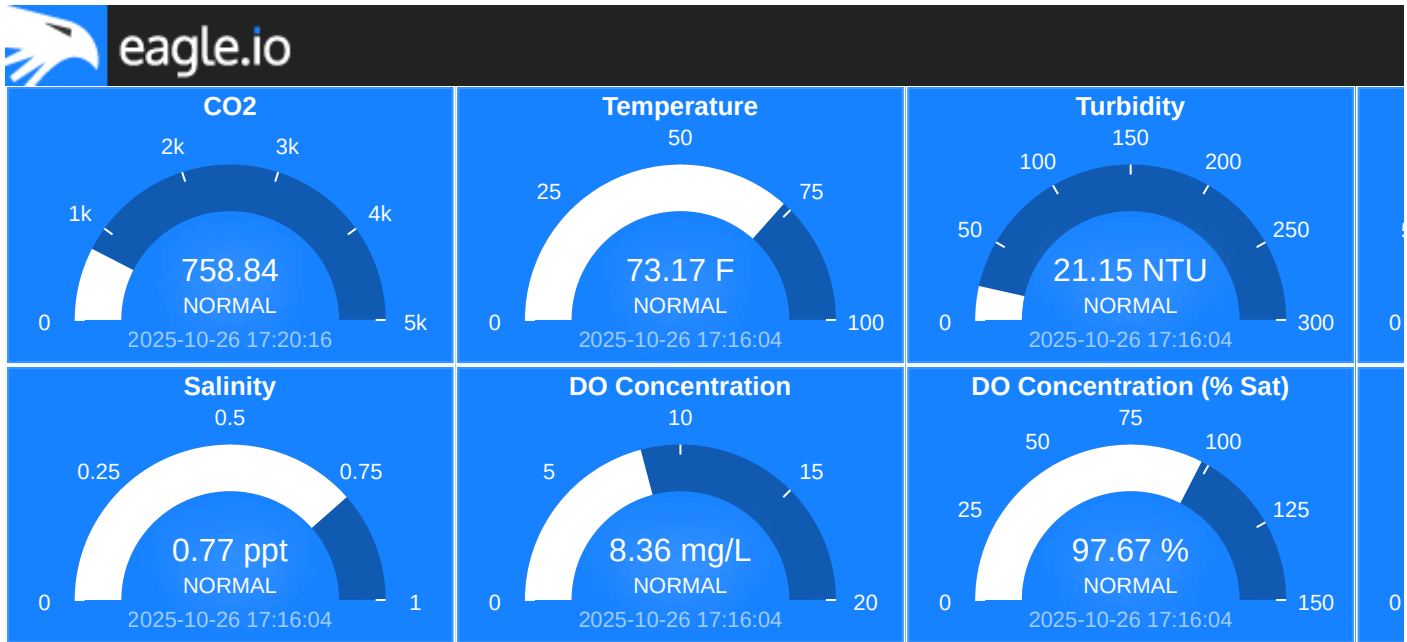 eagle.io
CO2
0
1k
2k
3k
4k
5k
758.84
NORMAL
2025-10-26 17:20:16
Temperature
0
25
50
75
100
73.17 F
NORMAL
2025-10-26 17:16:04
Turbidity
0
50
100
150
200
250
300
21.15 NTU
NORMAL
2025-10-26 17:16:04
0
Salinity
0
0.25
0.5
0.75
1
0.77 ppt
NORMAL
2025-10-26 17:16:04
DO Concentration
0
5
10
15
20
8.36 mg/L
NORMAL
2025-10-26 17:16:04
DO Concentration (% Sat)
0
25
50
75
100
125
150
97.67 %
NORMAL
2025-10-26 17:16:04
0